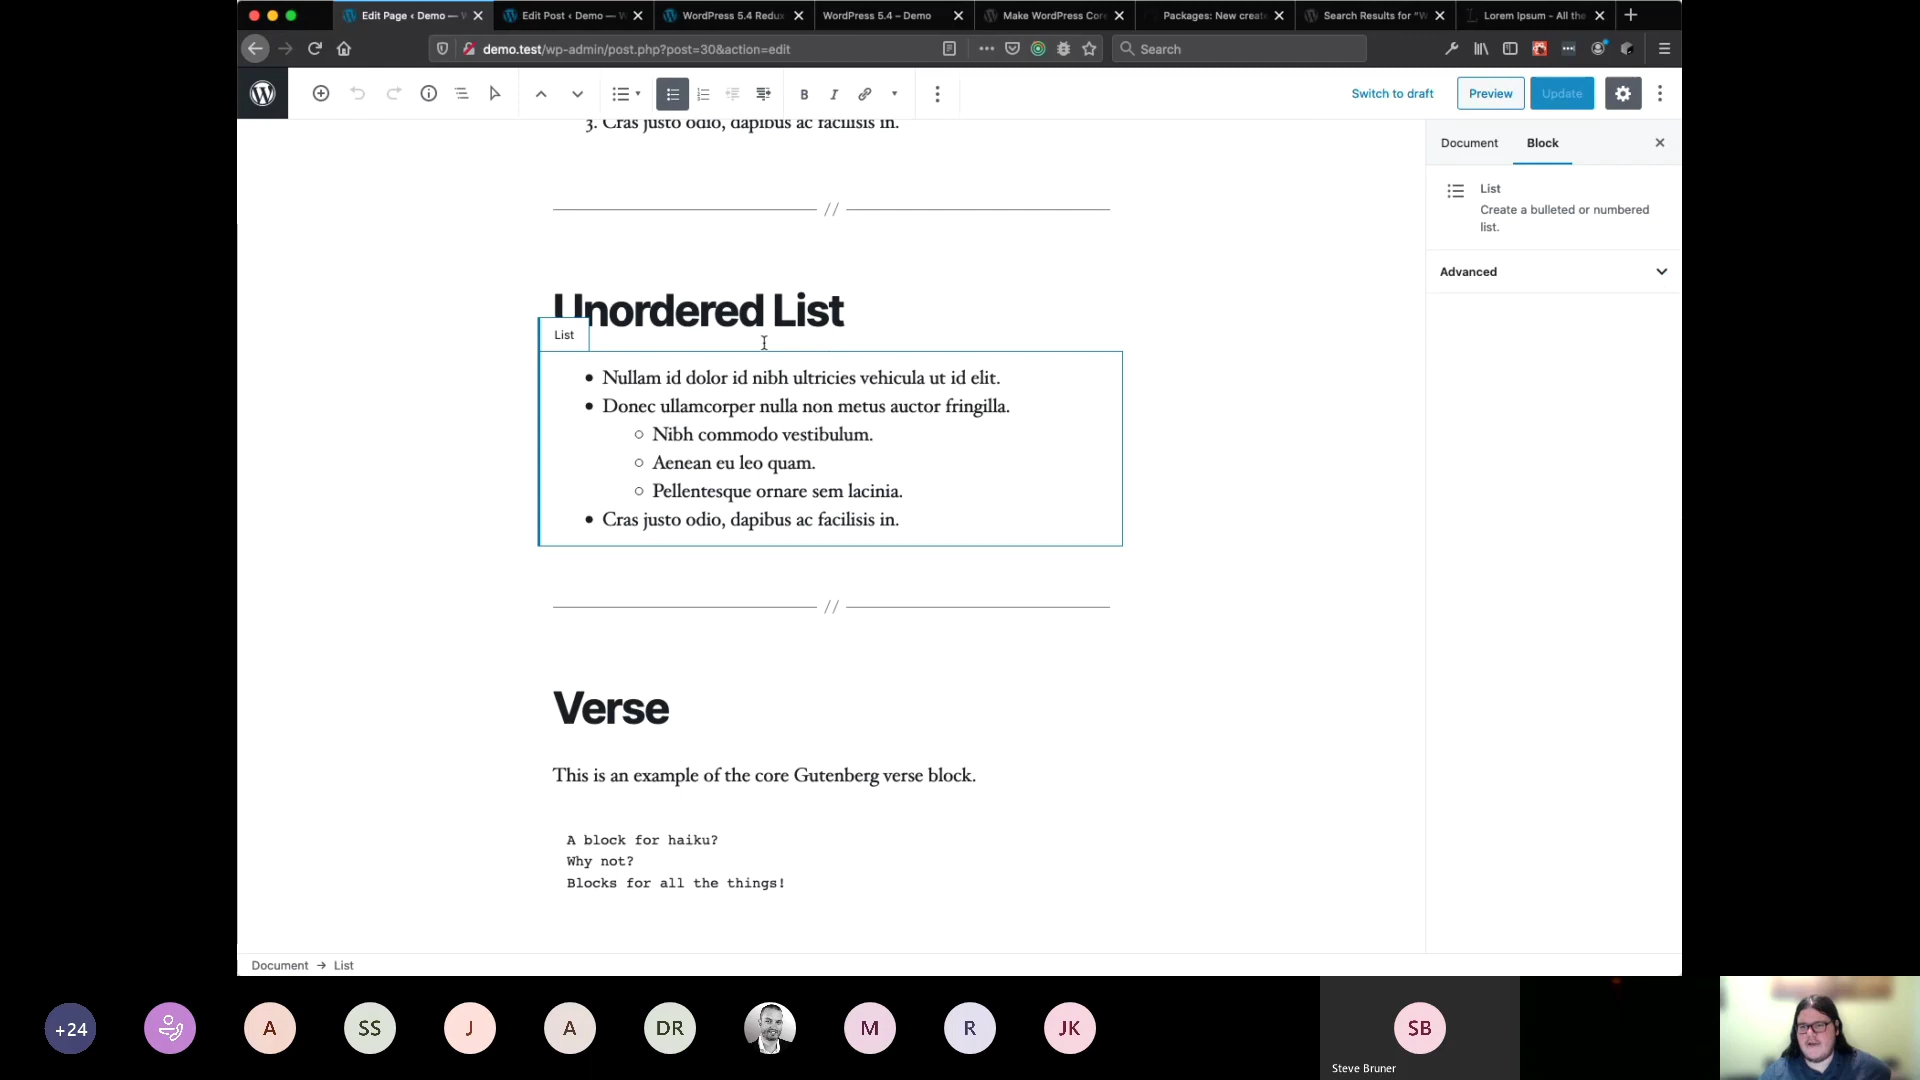 Edit Page ‹ Demo —
Edit Post ‹ Demo —
WordPress 5.4 Redux
WordPress 5.4 – Demo
Make WordPress Cor
Packages: New creat
Search Results for "W
Lorem Ipsum - All the
demo.test/wp-admin/post.php?post=30&action=edit
Search
Switch to draft
Preview
Update
3. Cras justo odio, dapibus ac facilisis in.
Document
Block
List
Create a bulleted or numbered
list.
Advanced
Unordered List
List
Nullam id dolor id nibh ultricies vehicula ut id elit.
Donec ullamcorper nulla non metus auctor fringilla.
Nibh commodo vestibulum.
Aenean eu leo quam.
Pellentesque ornare sem lacinia.
Cras justo odio, dapibus ac facilisis in.
//
//
Verse
This is an example of the core Gutenberg verse block.
A block for haiku?
Why not?
Blocks for all the things!
Document → List
+24
A
SS
J
A
DR
M
R
JK
SB
Steve Bruner